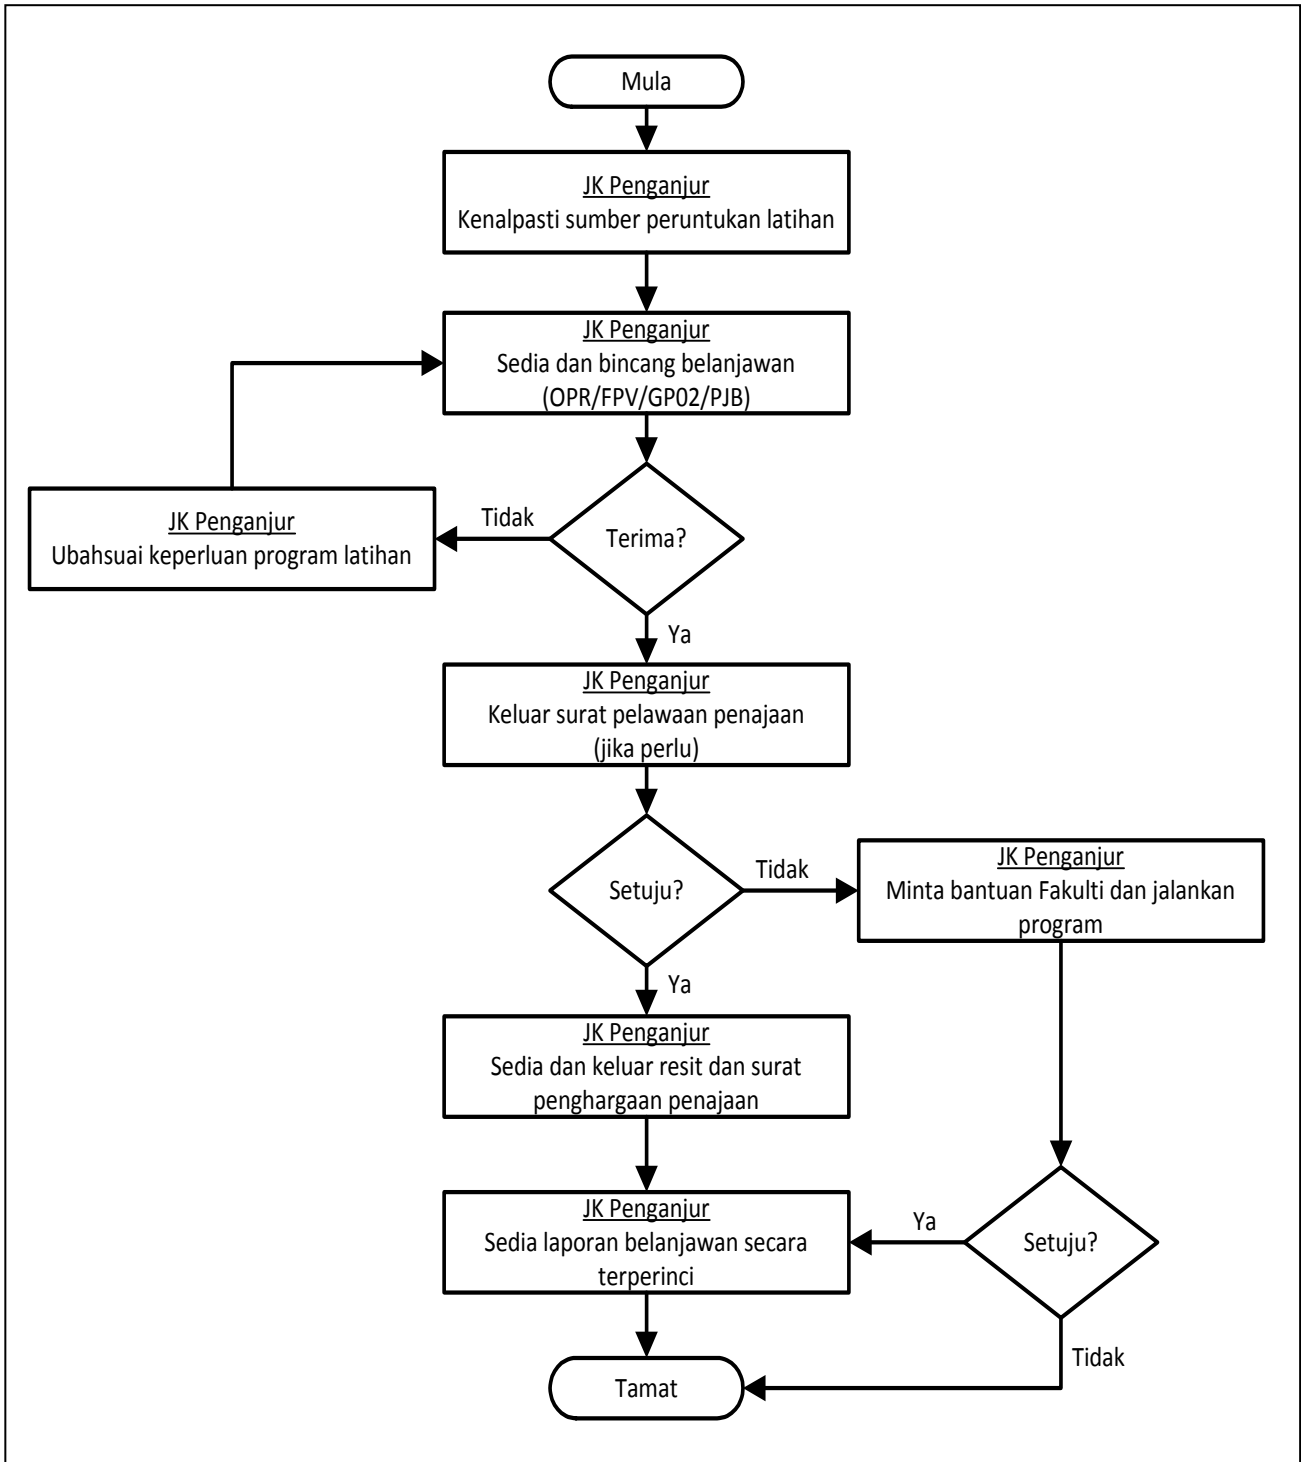 Mula
JK Penganjur
Kenalpasti sumber peruntukan latihan
JK Penganjur
Sedia dan bincang belanjawan
(OPR/FPV/GP02/PJB)
Terima?
Tidak
JK Penganjur
Ubahsuai keperluan program latihan
Ya
JK Penganjur
Keluar surat pelawaan penajaan
(jika perlu)
Setuju?
Tidak
JK Penganjur
Minta bantuan Fakulti dan jalankan
program
Ya
JK Penganjur
Sedia dan keluar resit dan surat
penghargaan penajaan
JK Penganjur
Sedia laporan belanjawan secara
terperinci
Ya
Setuju?
Tidak
Tamat